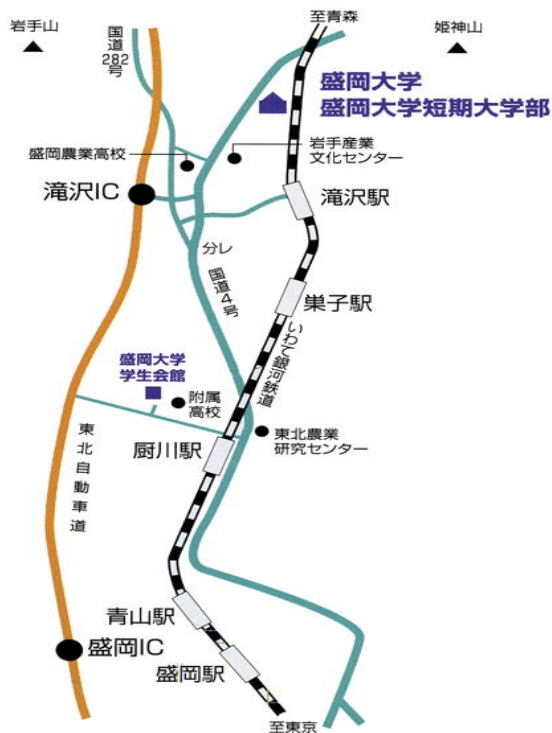 至青森
岩手山
国道282号
姫神山
盛岡大学
盛岡大学短期大学部
盛岡農業高校
岩手産業
文化センター
滝沢IC
滝沢駅
分レ
国道4号
巣子駅
いわて銀河鉄道
盛岡大学
学生会館
附属
高校
東北自動車道
厨川駅
東北農業
研究センター
青山駅
盛岡IC
盛岡駅
至東京